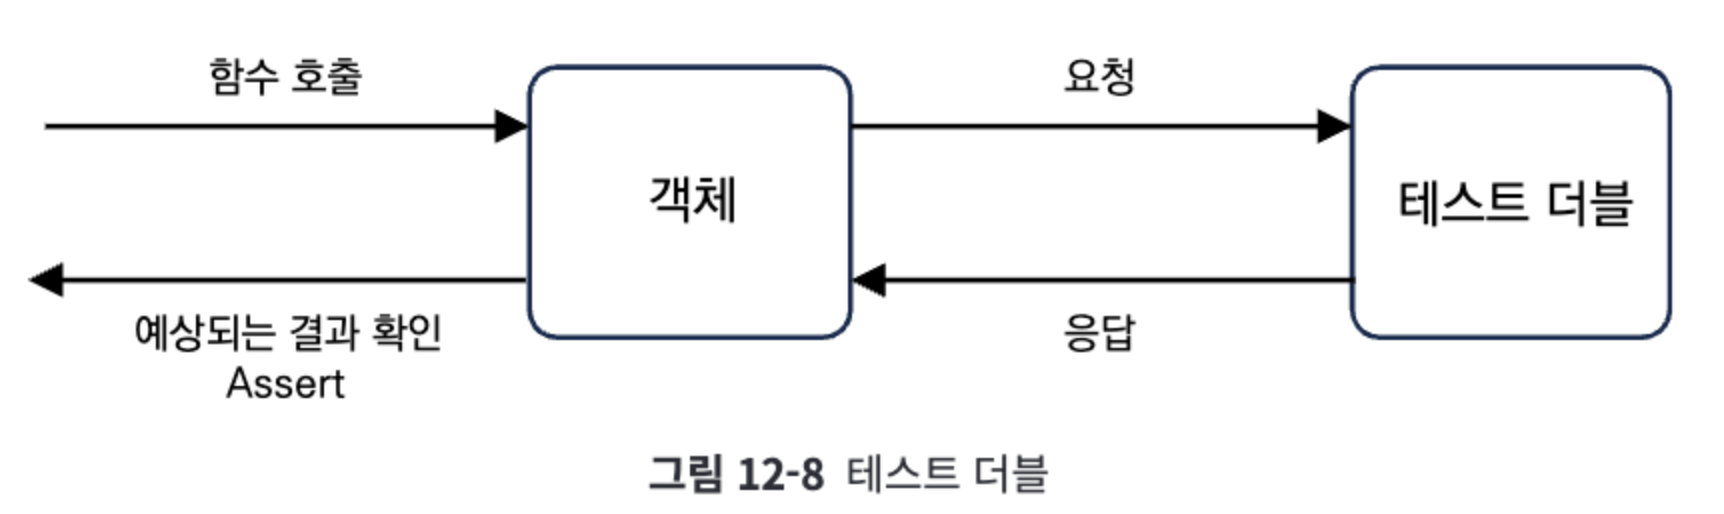 함수 호출
요청
객체
테스트 더블
예상되는 결과 확인
Assert
응답
그림 12-8 테스트 더블